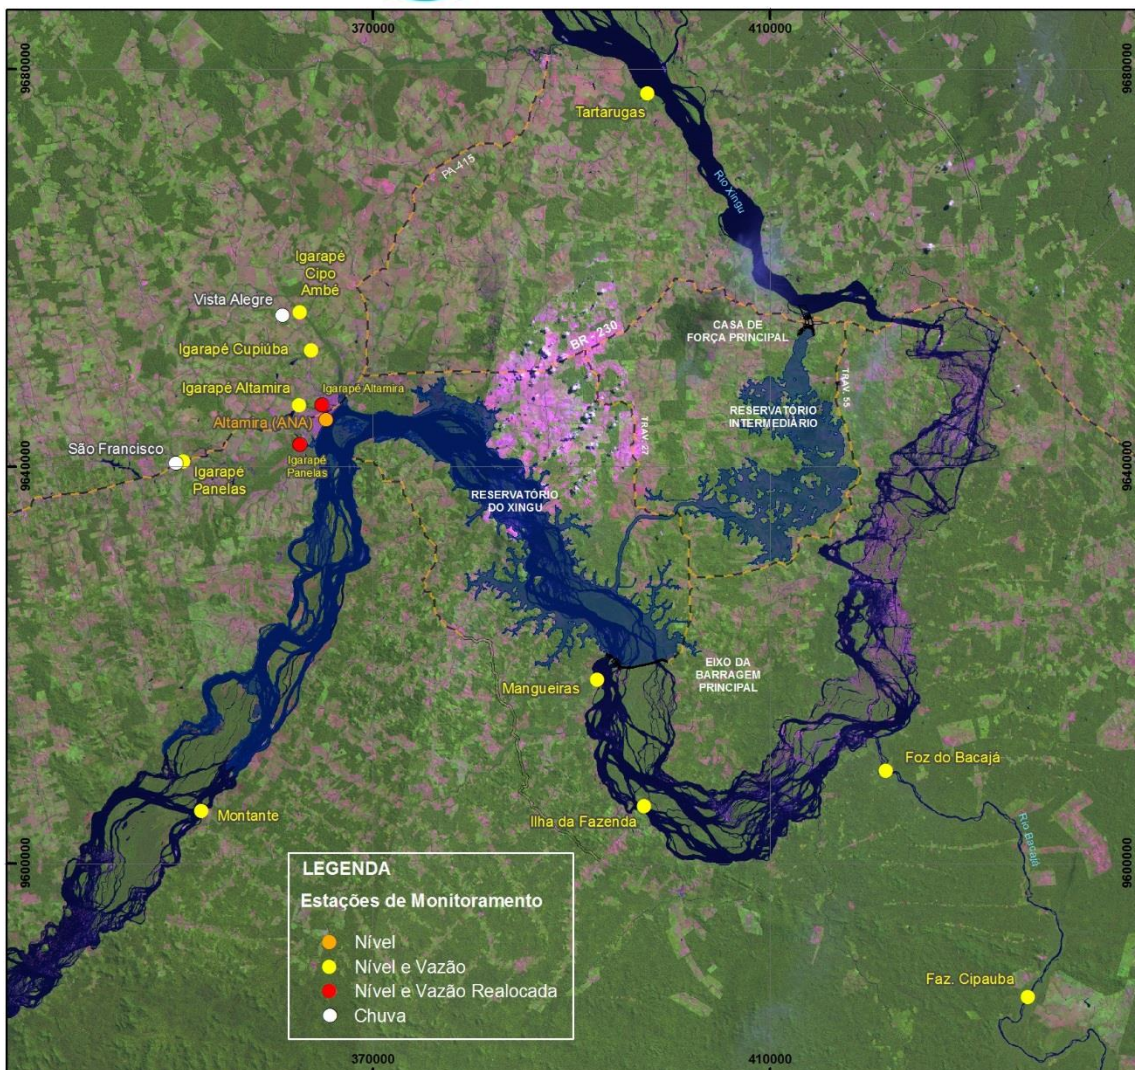 370000
410000
9680000
9680000
Tartarugas
PA-415
Rio Xingu
Igarapé
Cipo
Ambé
Vista Alegre
CASA DE
FORÇA PRINCIPAL
BR - 230
Igarapé Cupiúba
TRAV. 55
Igarapé Altamira
Igarapé Altamira
Altamira (ANA)
RESERVATÓRIO
INTERMEDIÁRIO
TRAV. 27
São Francisco
Igarapé
Panelas
Igarapé
Panelas
9640000
9640000
RESERVATÓRIO
DO XINGU
EIXO DA
BARRAGEM
PRINCIPAL
Mangueiras
Foz do Bacajá
Montante
Ilha da Fazenda
Rio Bacajá
9600000
9600000
LEGENDA
Estações de Monitoramento
Nível
Nível e Vazão
Nível e Vazão Realocada
Chuva
Faz. Cipauba
370000
410000